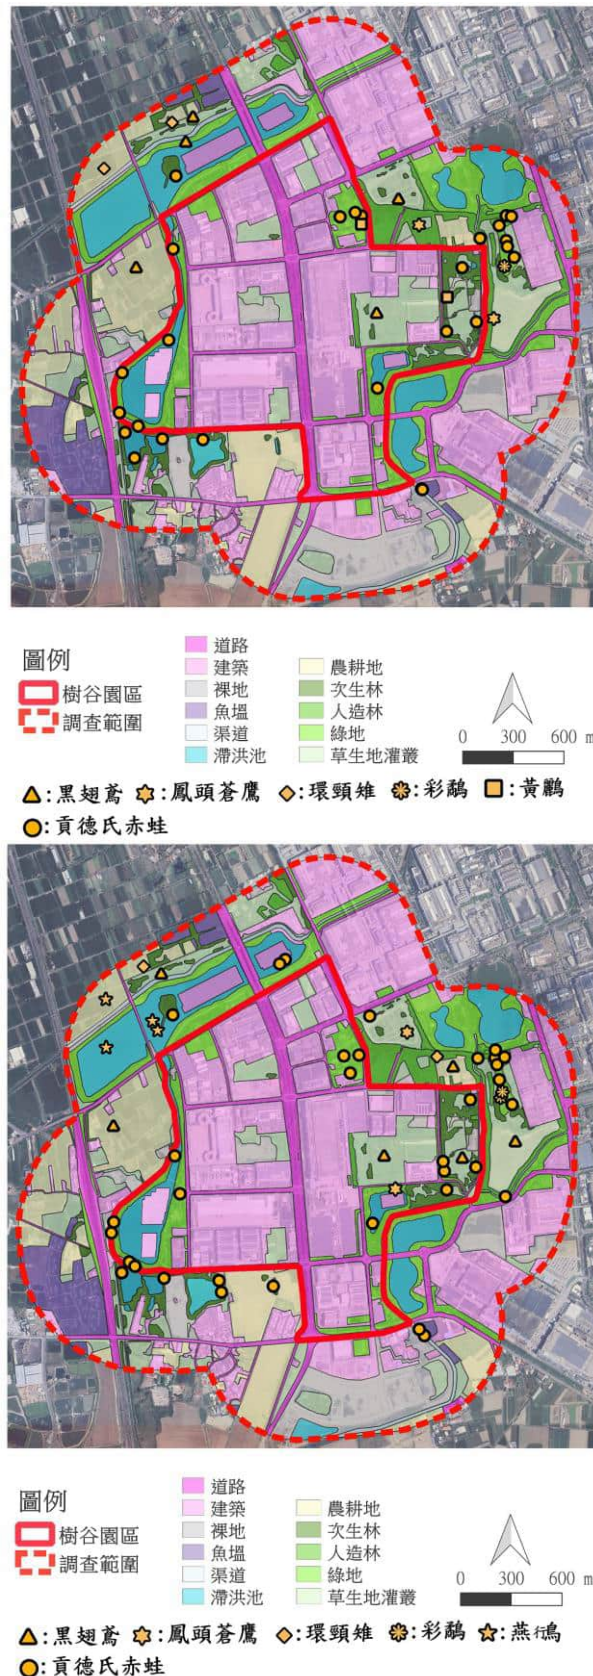 圖例
樹谷園區
調查範圍
道路
建築
裸地
魚塭
渠道
滯洪池
農耕地
次生林
人造林
綠地
草生地灌叢
0 300 600 m
:黑翅鳶 :鳳頭蒼鷹 :環頸雉 :彩鷸 :黃鸝
:貢德氏赤蛙
圖例
樹谷園區
調查範圍
道路
建築
裸地
魚塭
渠道
滯洪池
農耕地
次生林
人造林
綠地
草生地灌叢
0 300 600 m
:黑翅鳶 :鳳頭蒼鷹 :環頸雉 :彩鷸 :燕行鳥
:貢德氏赤蛙